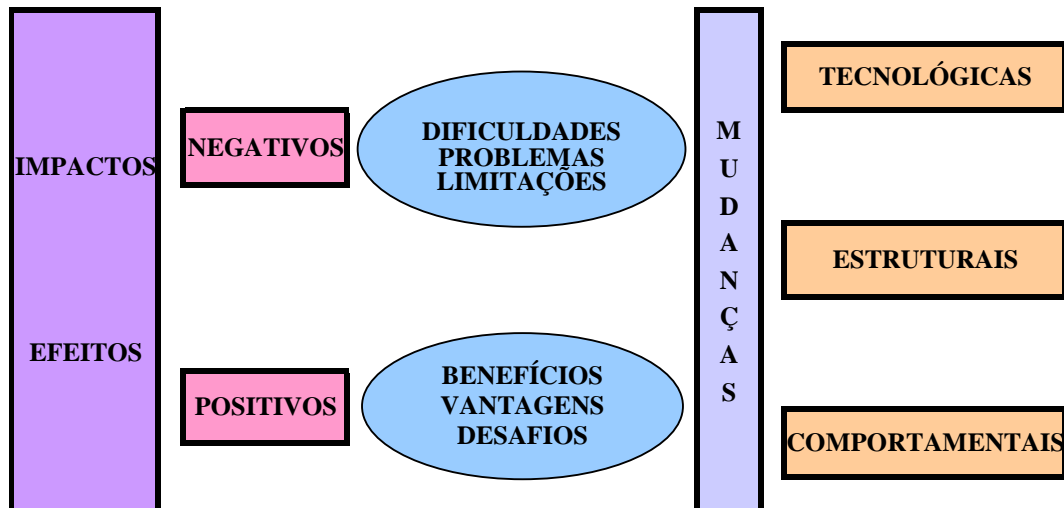 IMPACTOS
EFEITOS
NEGATIVOS
DIFICULDADES
PROBLEMAS
LIMITAÇÕES
POSITIVOS
BENEFÍCIOS
VANTAGENS
DESAFIOS
M
U
D
A
N
Ç
A
S
TECNOLÓGICAS
ESTRUTURAIS
COMPORTAMENTAIS